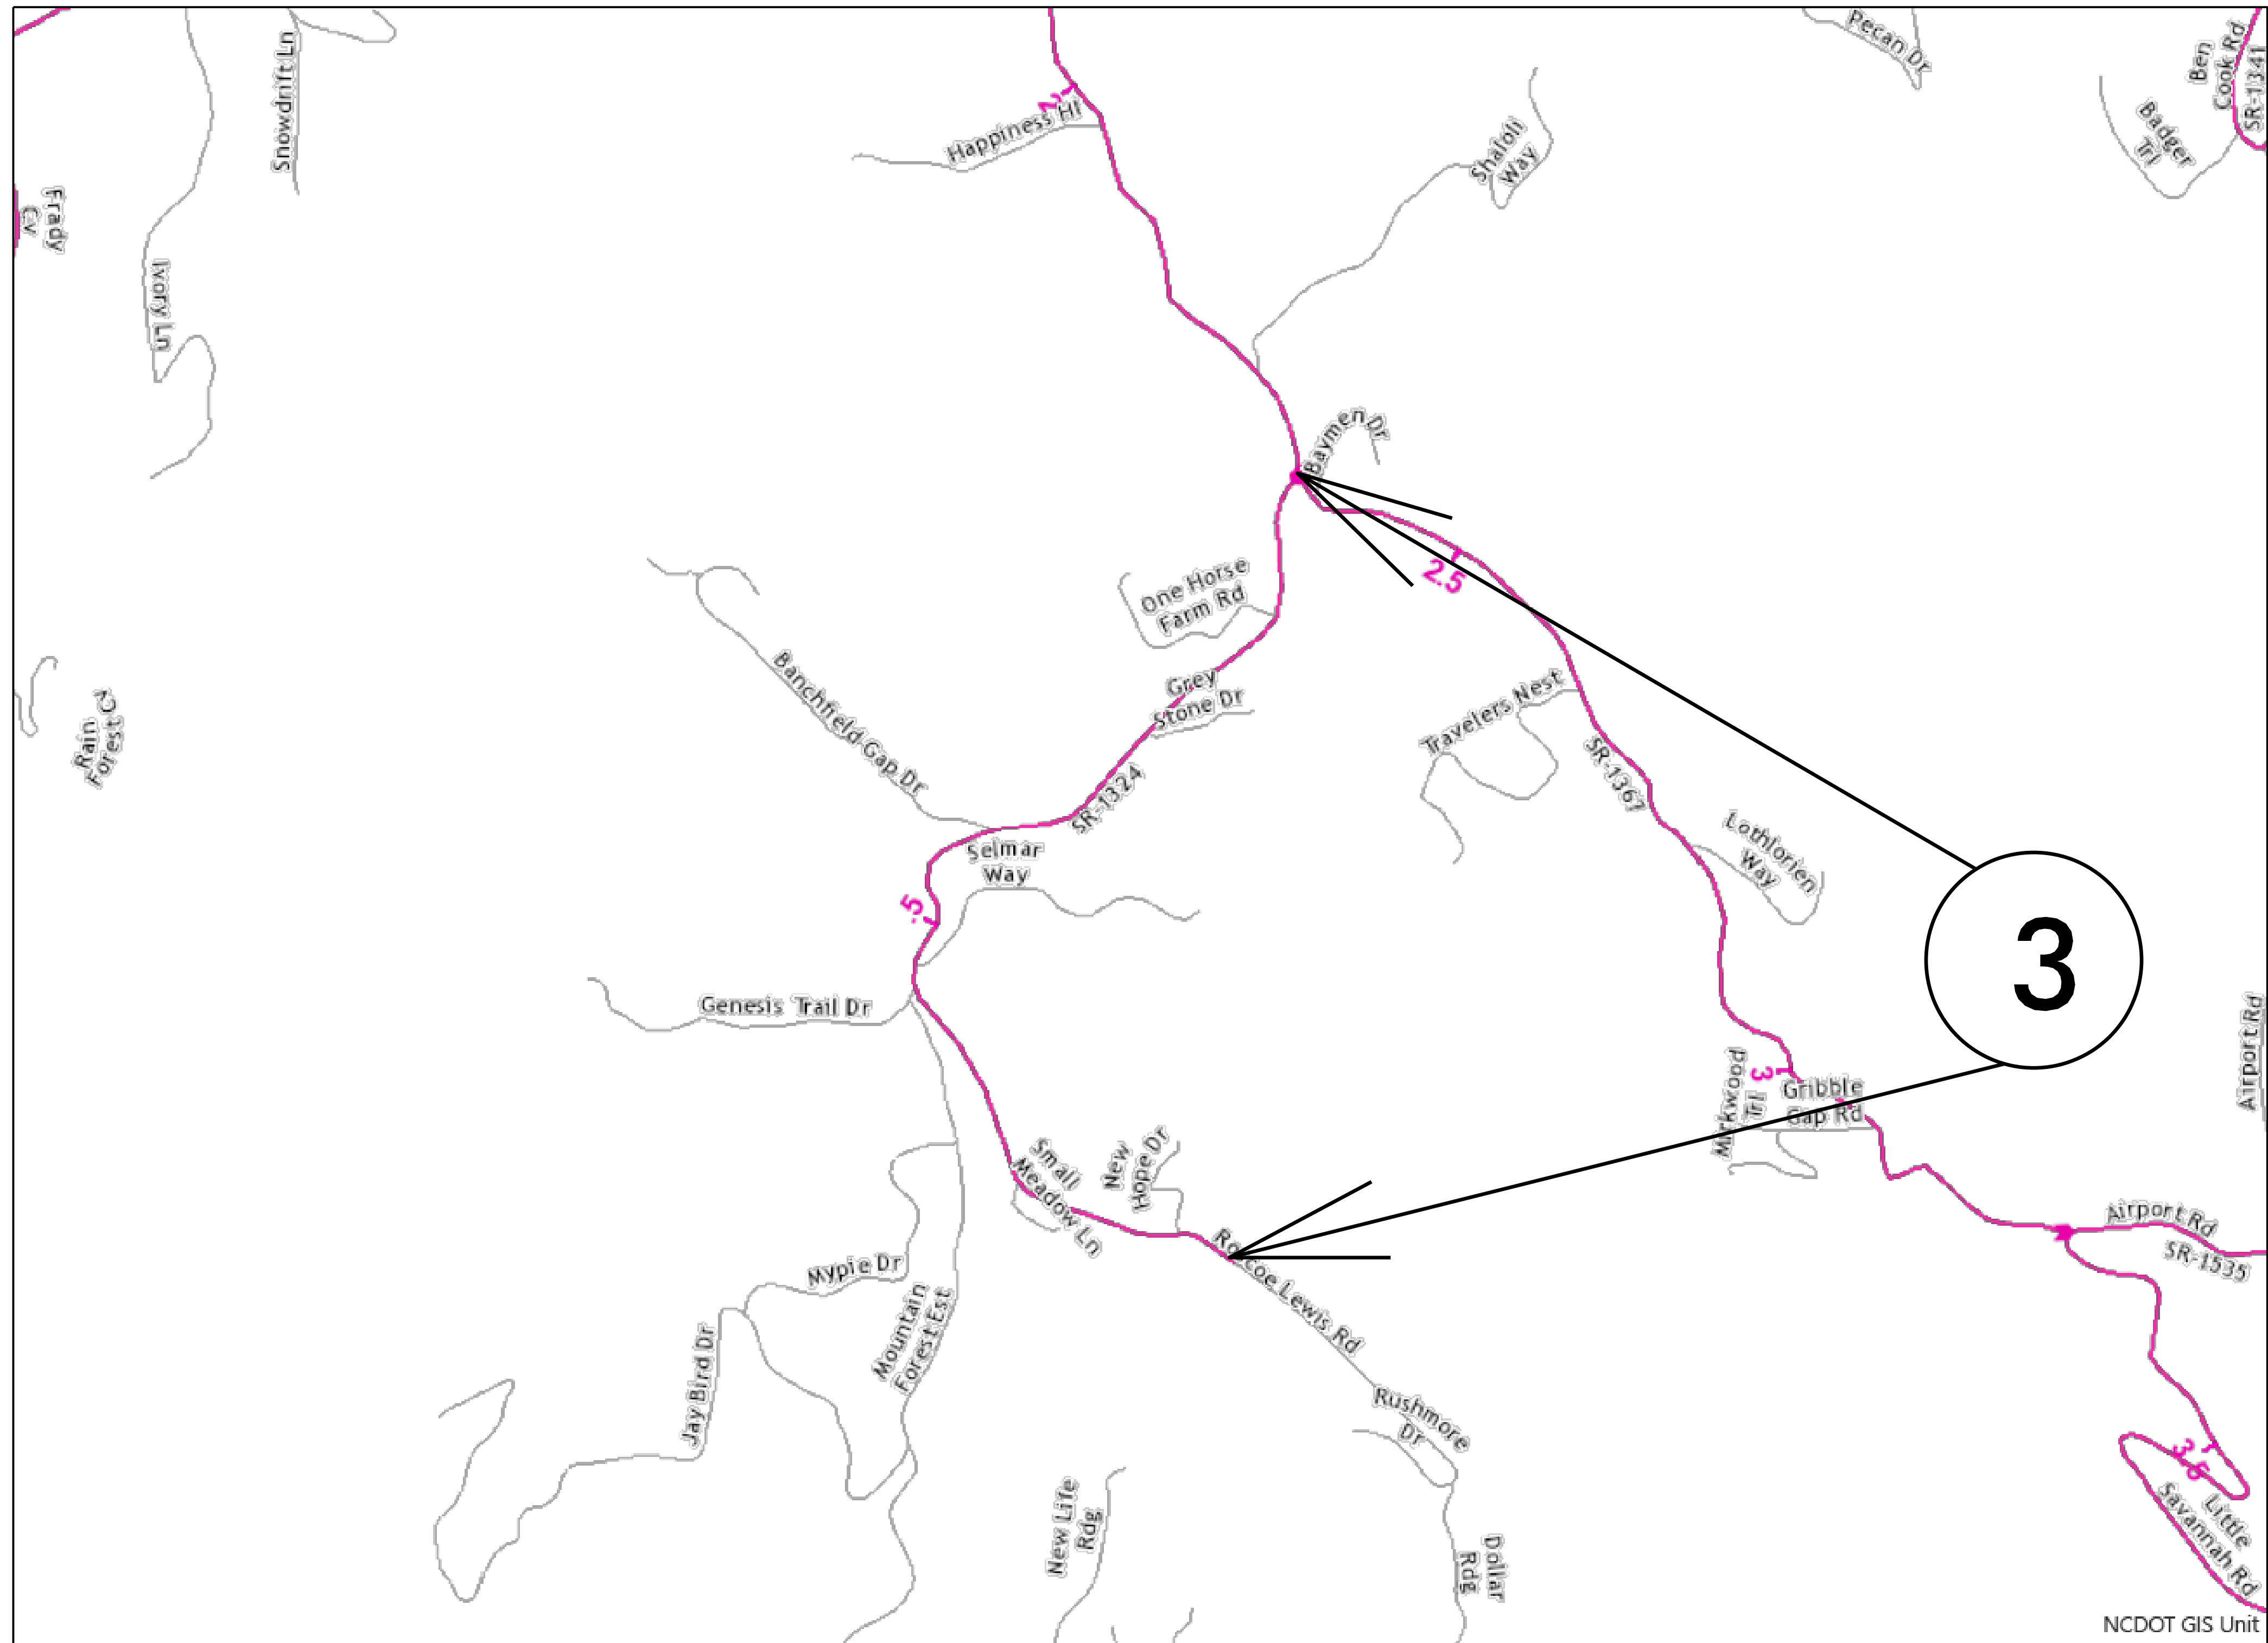 Pecan Dr
Ben
Cook Rd
SR-1341
Snowdrift Ln
2
Happiness Hl
Shaloli
Way
Badger
Trl
Frady
Cv
Ivory Ln
Baymen Dr
2.5
One Horse
Farm Rd
Grey
Stone Dr
Banchfield Gap Dr
Travelers Nest
Rain
Forest Cv
SR-1367
SR-1324
Lothlorien
Way
Selmar
Way
.5
3
Genesis Trail Dr
Airport Rd
3
Mirkwood
Trl
Gribble
Gap Rd
Small
Meadow Ln
New
Hope Dr
Airport Rd
SR-1535
Roscoe Lewis Rd
Mypie Dr
Mountain
Forest Est
Jay Bird Dr
Rushmore
Dr
3.5
Little
Savannah Rd
New Life
Rdg
Dollar
Rdg
NCDOT GIS Unit